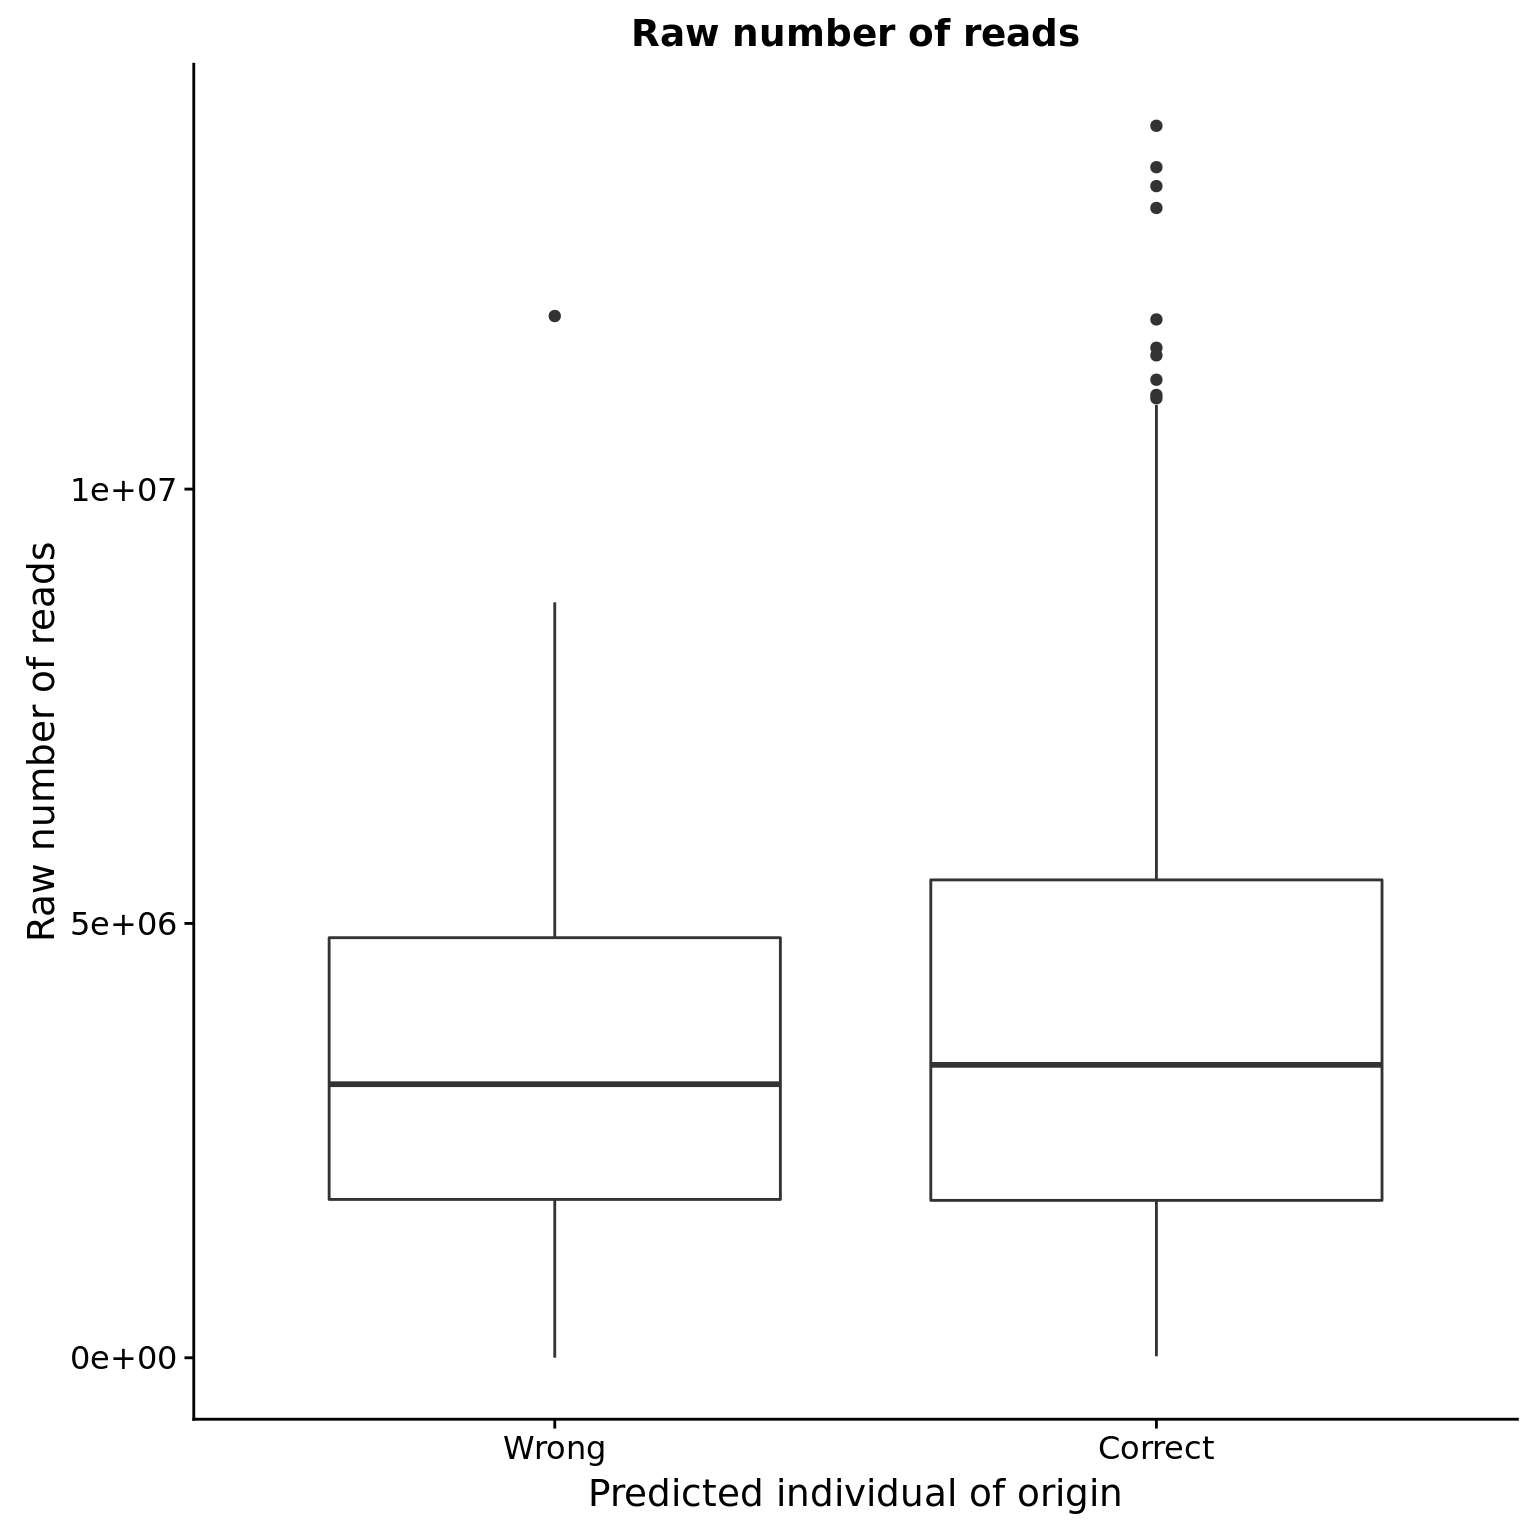 Raw number of reads
Raw number of reads
1e+07
5e+06
0e+00
Wrong
Correct
Predicted individual of origin